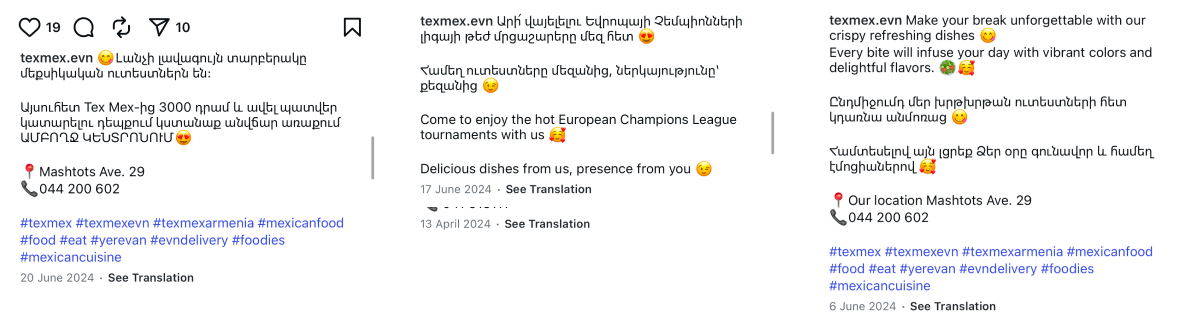 19
10
texmex.evn 😋Լանչի լավագույն տարբերակը
մեքսիկական ուտեստներն են:
Այսուհետ Tex Mex-ից 3000 դրամ և ավել պատվեր
կատարելու դեպքում կստանաք անվճար առաքում
ԱՄԲՈՂՋ ԿԵՆՏՐՈՆՈՒՄ😍
📍Mashtots Ave. 29
📞044 200 602
#texmex #texmexevn #texmexarmenia #mexicanfood
#food #eat #yerevan #evndelivery #foodies
#mexicancuisine
20 June 2024 · See Translation
texmex.evn Արի՛ վայելելու Եվրոպայի Չեմպիոնների
լիգայի թեժ մրցաշարերը մեզ հետ 😍
Համեղ ուտեստները մեզանից, ներկայությունը՝
քեզանից 😉
Come to enjoy the hot European Champions League
tournaments with us 🥰
Delicious dishes from us, presence from you 😉
17 June 2024 · See Translation
13 April 2024 · See Translation
texmex.evn Make your break unforgettable with our
crispy refreshing dishes 😋
Every bite will infuse your day with vibrant colors and
delightful flavors. 🥗🥰
Ընդմիջումդ մեր խրթխրթան ուտեստների հետ
կդառնա անմոռաց 😋
Համտեսելով այն լցրեք Ձեր օրը գունավոր և համեղ
էմոցիաներով 🥰
📍Our location Mashtots Ave. 29
📞044 200 602
#texmex #texmexevn #texmexarmenia #mexicanfood
#food #eat #yerevan #evndelivery #foodies
#mexicancuisine
6 June 2024 · See Translation